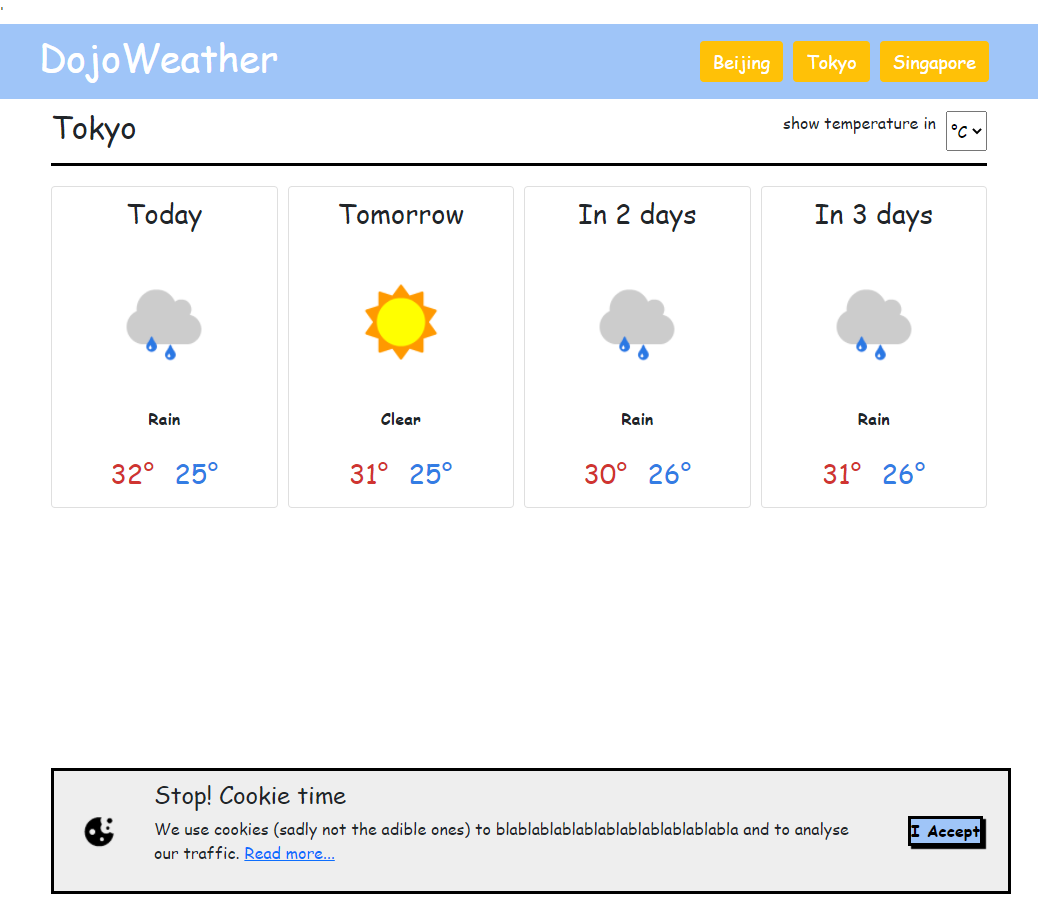 DojoWeather
Beijing Tokyo Singapore
Tokyo
show temperature in °C
Today Tomorrow In 2 days In 3 days
Rain Clear Rain Rain
32° 25° 31° 25° 30° 26° 31° 26°
Stop! Cookie time
We use cookies (sadly not the adible ones) to blablablablablablablablablablabla and to analyse
our traffic. Read more...
I Accept